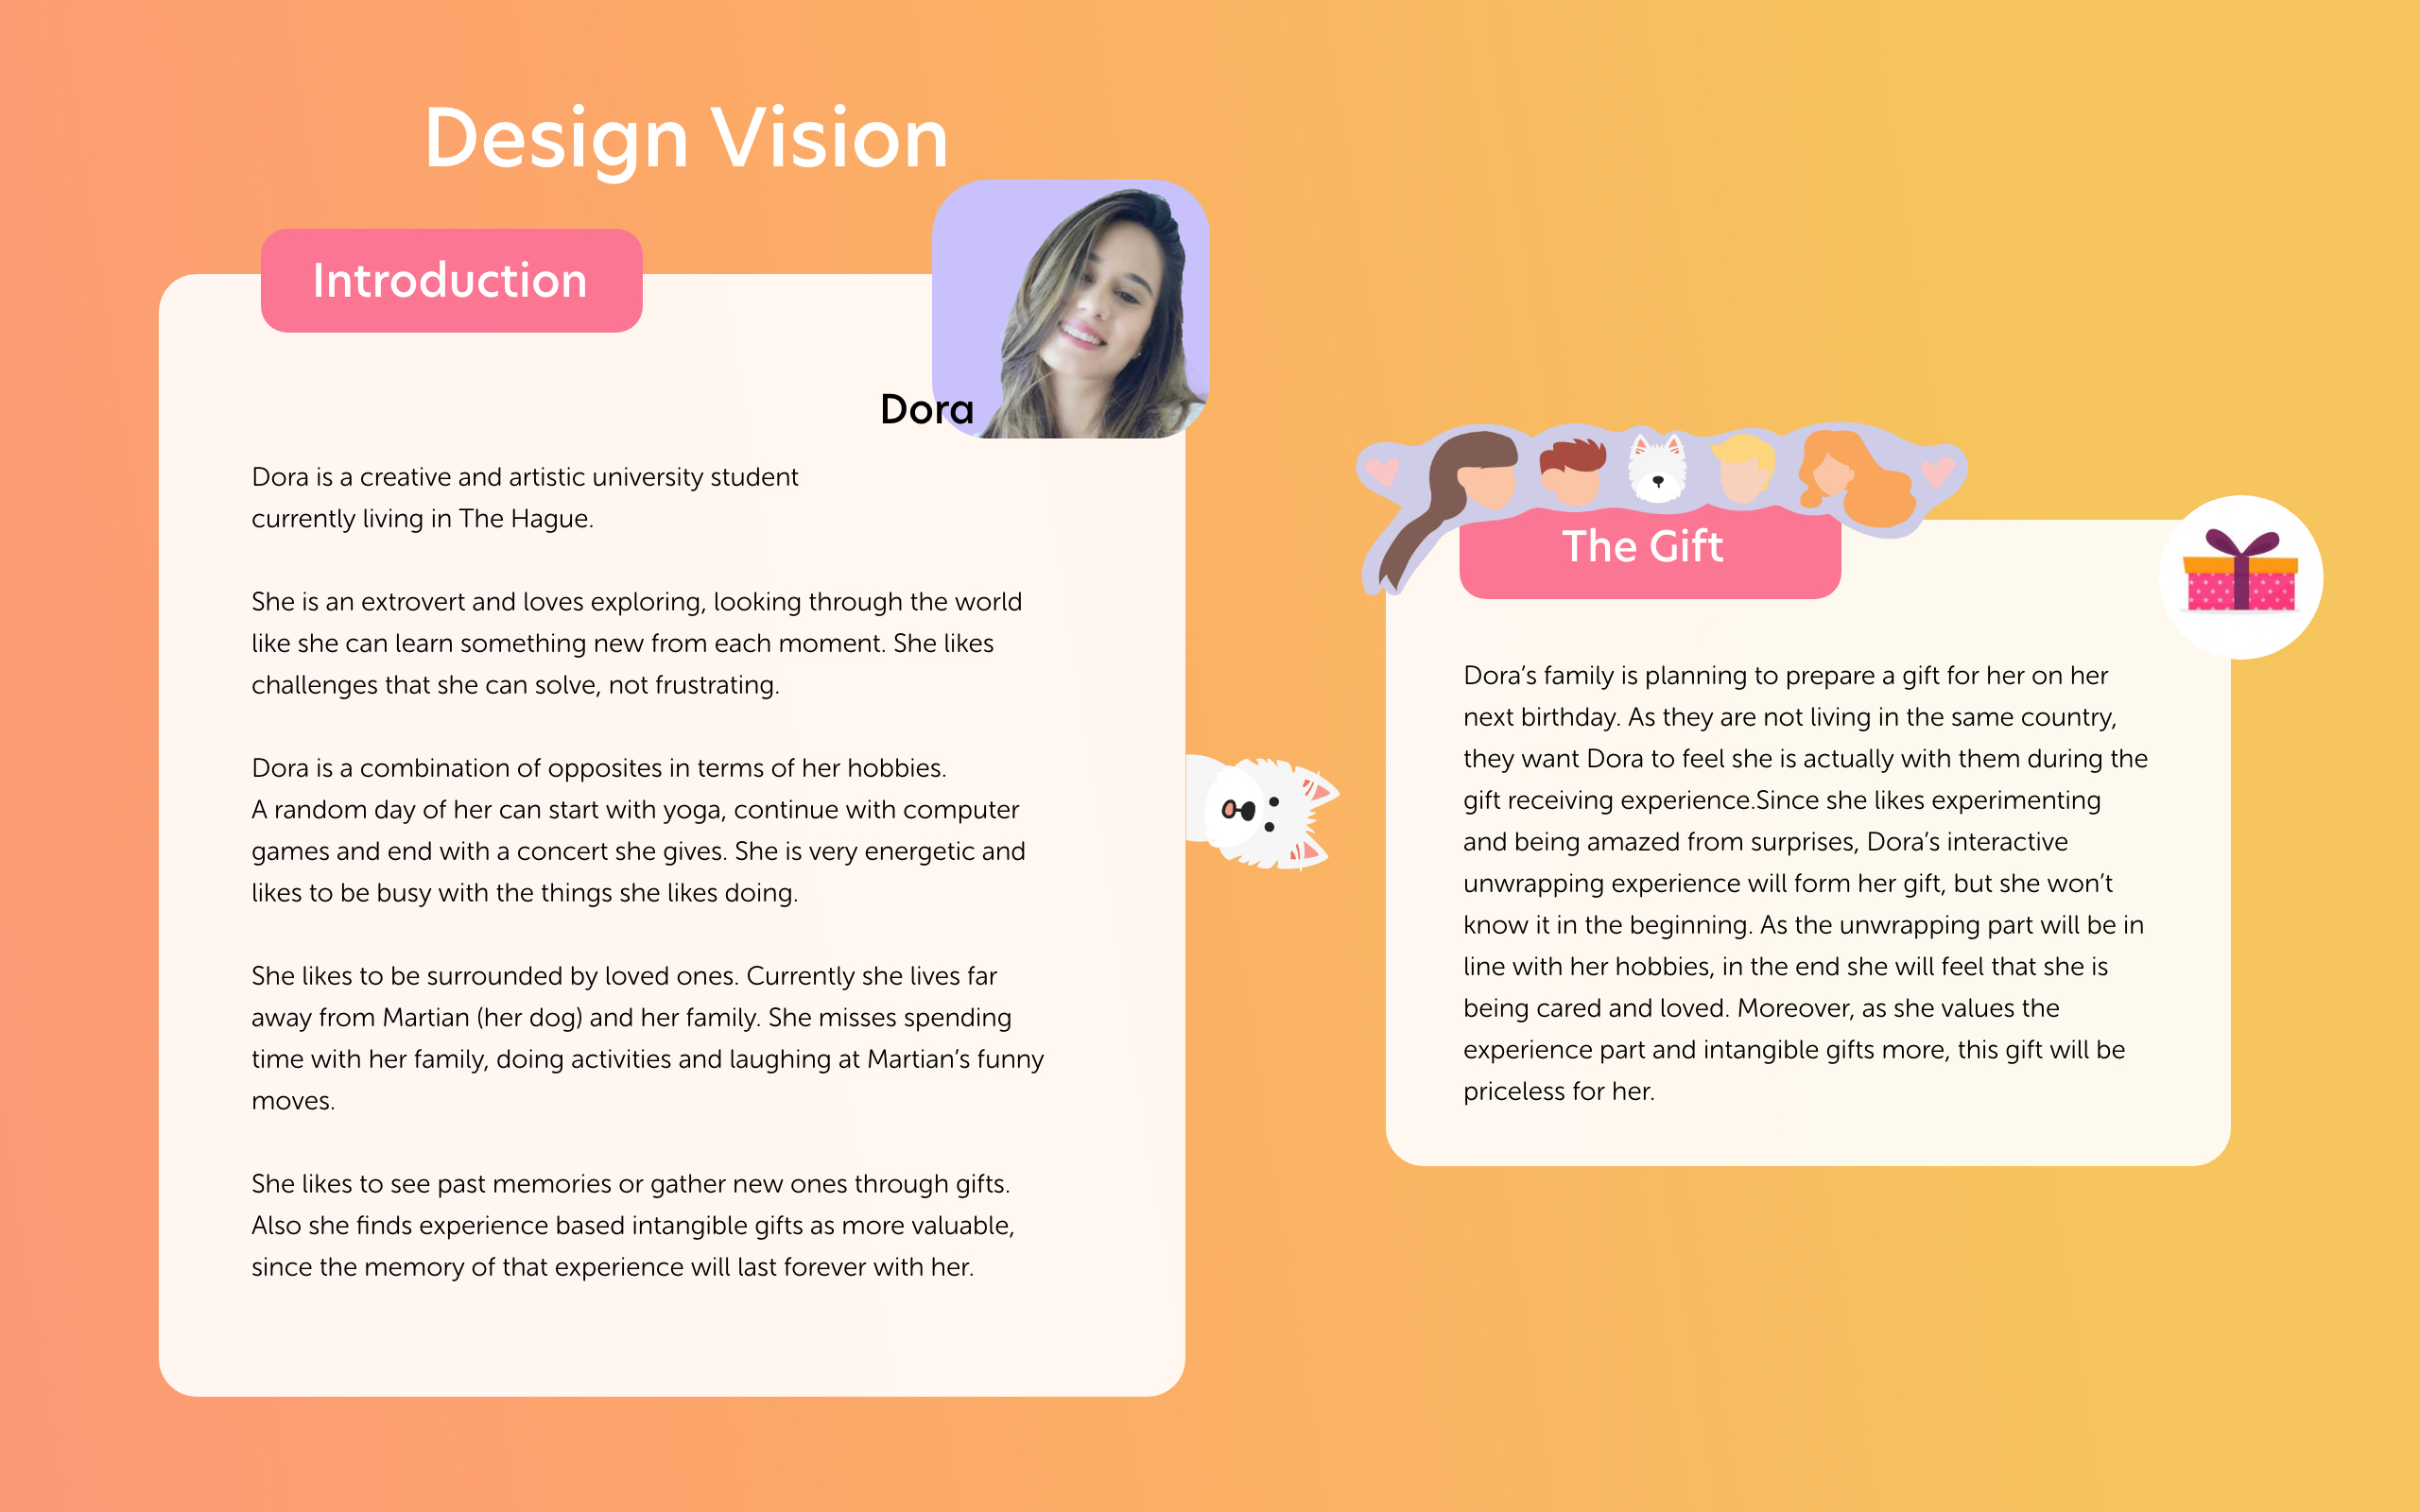 Design Vision
Introduction
Dora
Dora is a creative and artistic university student
currently living in The Hague.
She is an extrovert and loves exploring, looking through the world
like she can learn something new from each moment. She likes
challenges that she can solve, not frustrating.
Dora is a combination of opposites in terms of her hobbies.
A random day of her can start with yoga, continue with computer
games and end with a concert she gives. She is very energetic and
likes to be busy with the things she likes doing.
She likes to be surrounded by loved ones. Currently she lives far
away from Martian (her dog) and her family. She misses spending
time with her family, doing activities and laughing at Martian’s funny
moves.
She likes to see past memories or gather new ones through gifts.
Also she finds experience based intangible gifts as more valuable,
since the memory of that experience will last forever with her.
The Gift
Dora’s family is planning to prepare a gift for her on her
next birthday. As they are not living in the same country,
they want Dora to feel she is actually with them during the
gift receiving experience.Since she likes experimenting
and being amazed from surprises, Dora’s interactive
unwrapping experience will form her gift, but she won’t
know it in the beginning. As the unwrapping part will be in
line with her hobbies, in the end she will feel that she is
being cared and loved. Moreover, as she values the
experience part and intangible gifts more, this gift will be
priceless for her.